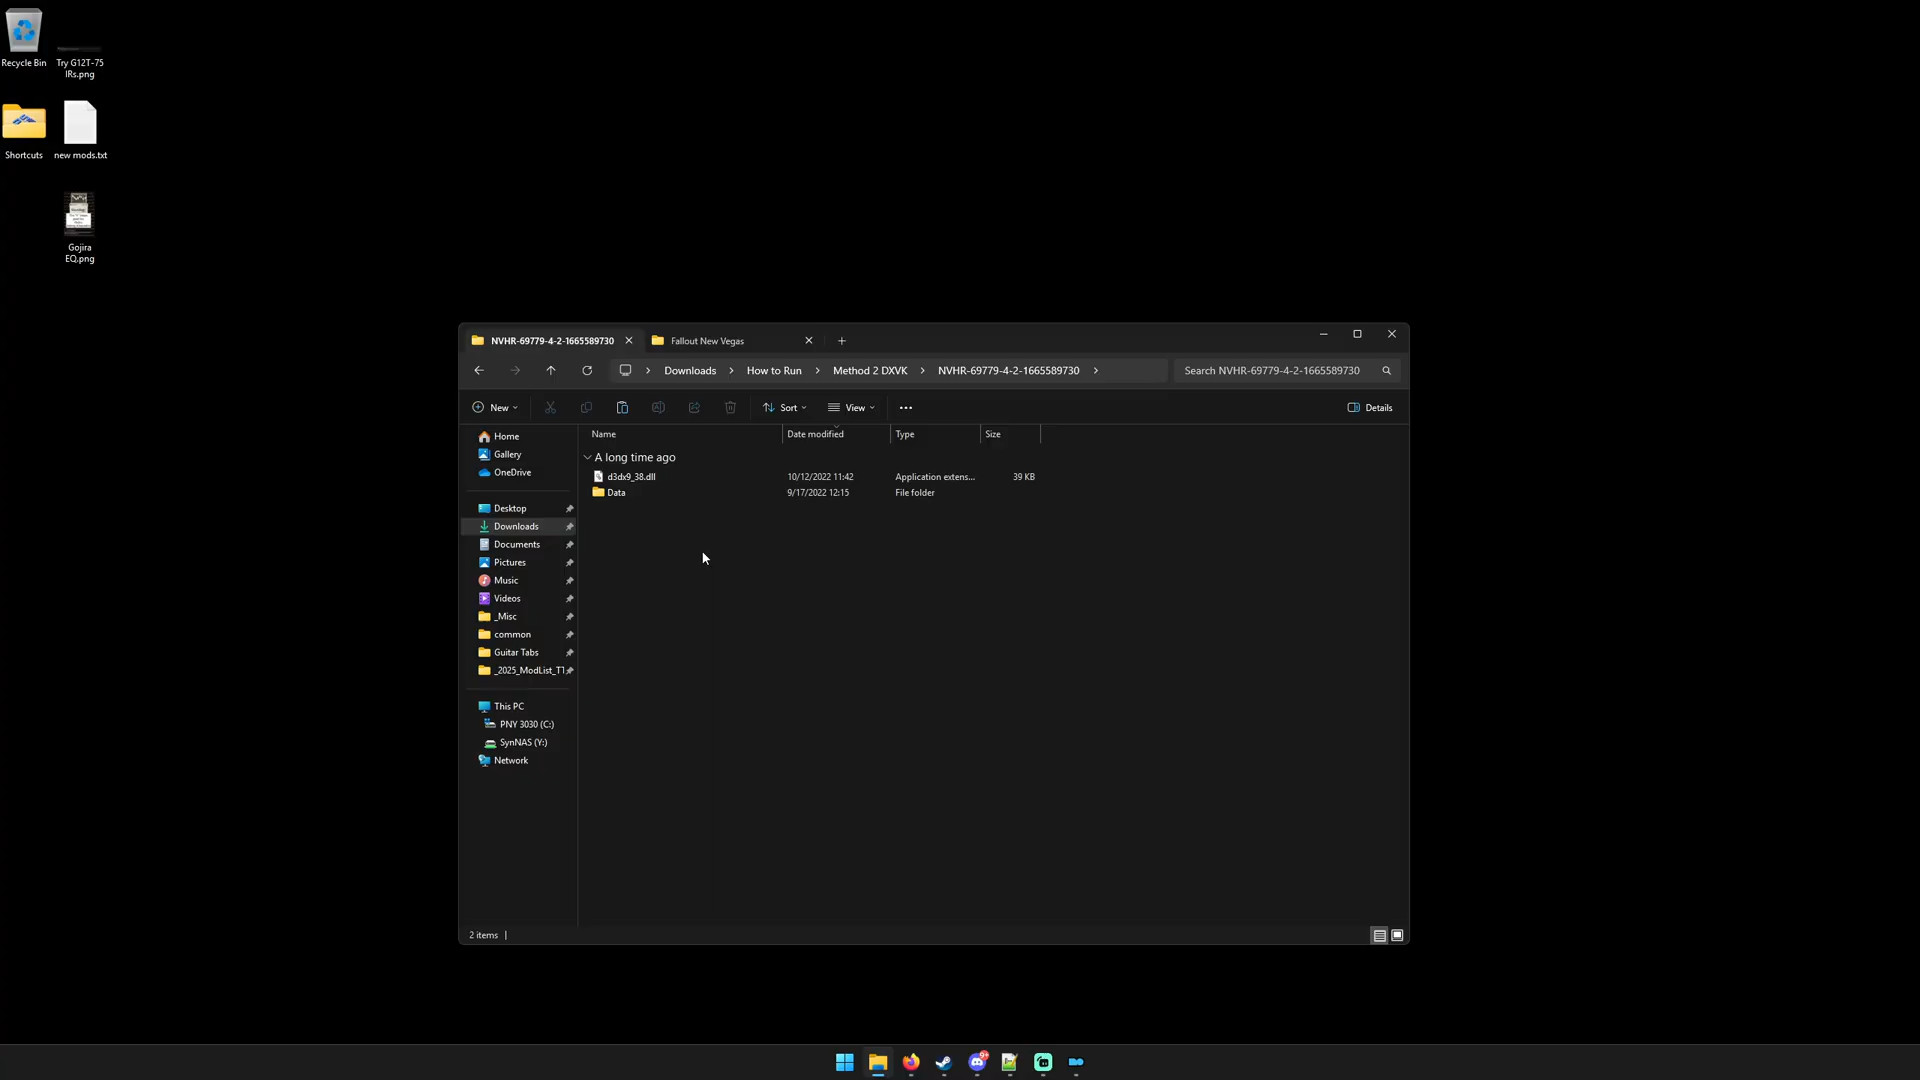 Recycle Bin
Try G12T-75
IRs.png
Shortcuts
new mods.txt
Gojira
EQ.png
NVHR-69779-4-2-1665589730
Fallout New Vegas
Downloads
How to Run
Method 2 DXVK
NVHR-69779-4-2-1665589730
Search NVHR-69779-4-2-1665589730
New
Sort
View
Details
Name
Date modified
Type
Size
A long time ago
d3dx9_38.dll
10/12/2022 11:42
Application extens...
39 KB
Data
9/17/2022 12:15
File folder
Home
Gallery
OneDrive
Desktop
Downloads
Documents
Pictures
Music
Videos
_Misc
common
Guitar Tabs
_2025_ModList_T
This PC
PNY 3030 (C:)
SynNAS (Y:)
Network
2 items
9+